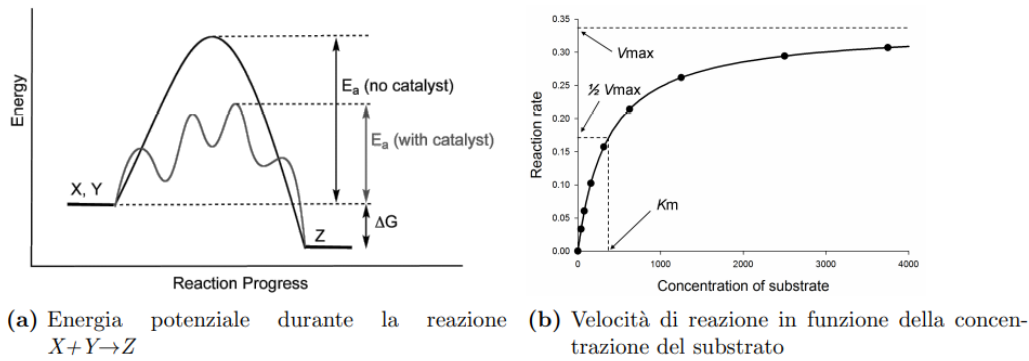 Energy
X, Y
E_a (no catalyst)
E_a (with catalyst)
ΔG
Z
Reaction Progress
(a) Energia potenziale durante la reazione
X+Y→Z
Reaction rate
0.35
0.30
0.25
0.20
0.15
0.10
0.05
0.00
Vmax
½ Vmax
Km
0 1000 2000 3000 4000
Concentration of substrate
(b) Velocità di reazione in funzione della concen-
trazione del substrato